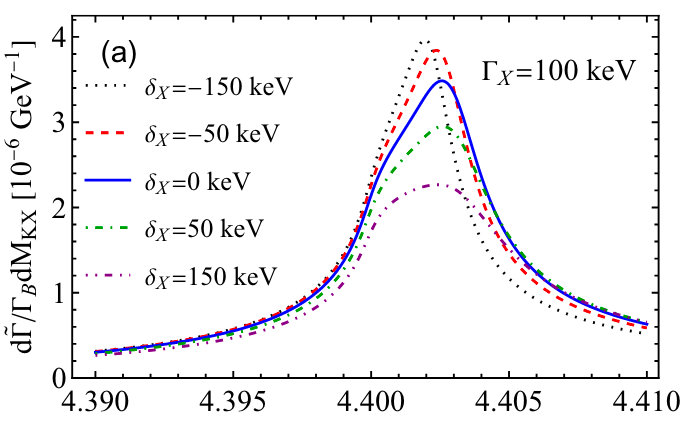 (a)
Γ_X=100 keV
δ_X=−150 keV
δ_X=−50 keV
δ_X=0 keV
δ_X=50 keV
δ_X=150 keV
dΓ̃/Γ_BdM_KX [10⁻⁶ GeV⁻¹]
4
3
2
1
0
4.390 4.395 4.400 4.405 4.410